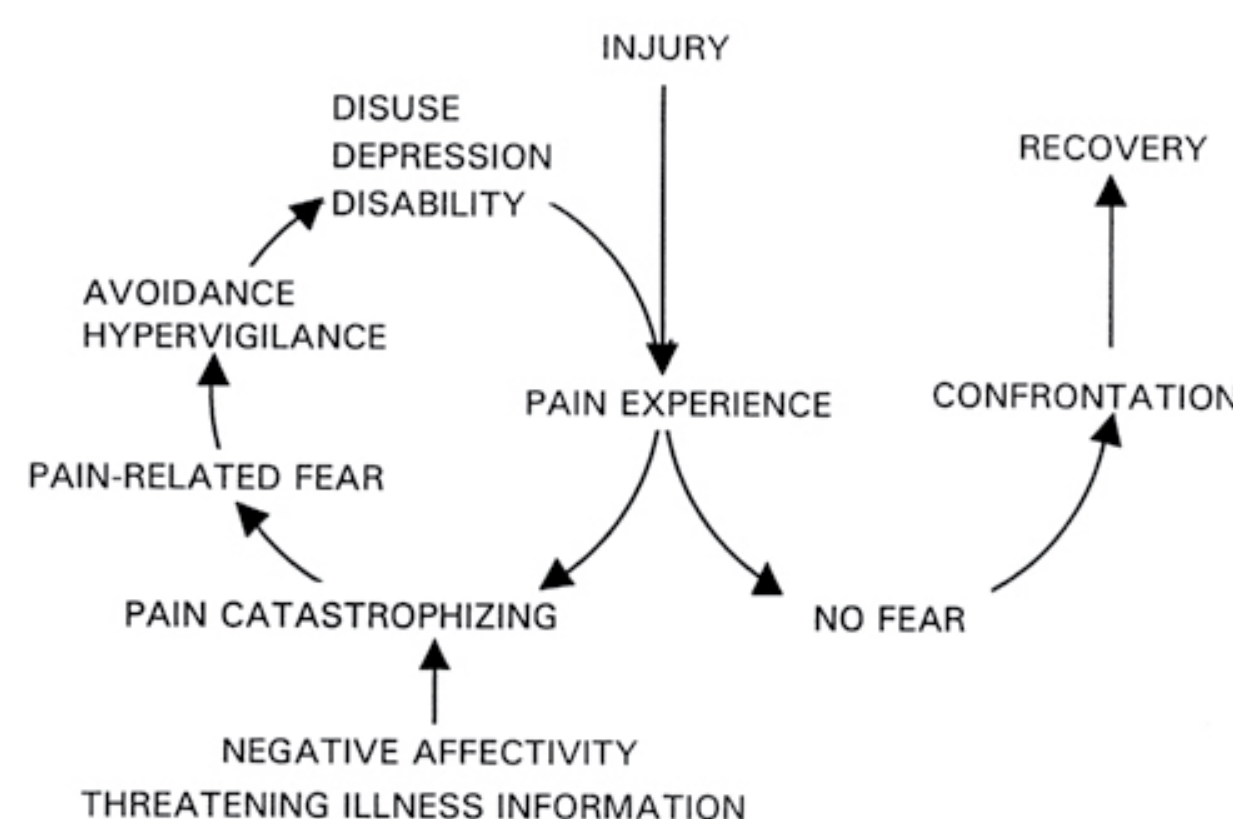 INJURY
DISUSE
DEPRESSION
DISABILITY
RECOVERY
AVOIDANCE
HYPERVIGILANCE
PAIN EXPERIENCE
CONFRONTATION
PAIN-RELATED FEAR
PAIN CATASTROPHIZING
NO FEAR
NEGATIVE AFFECTIVITY
THREATENING ILLNESS INFORMATION